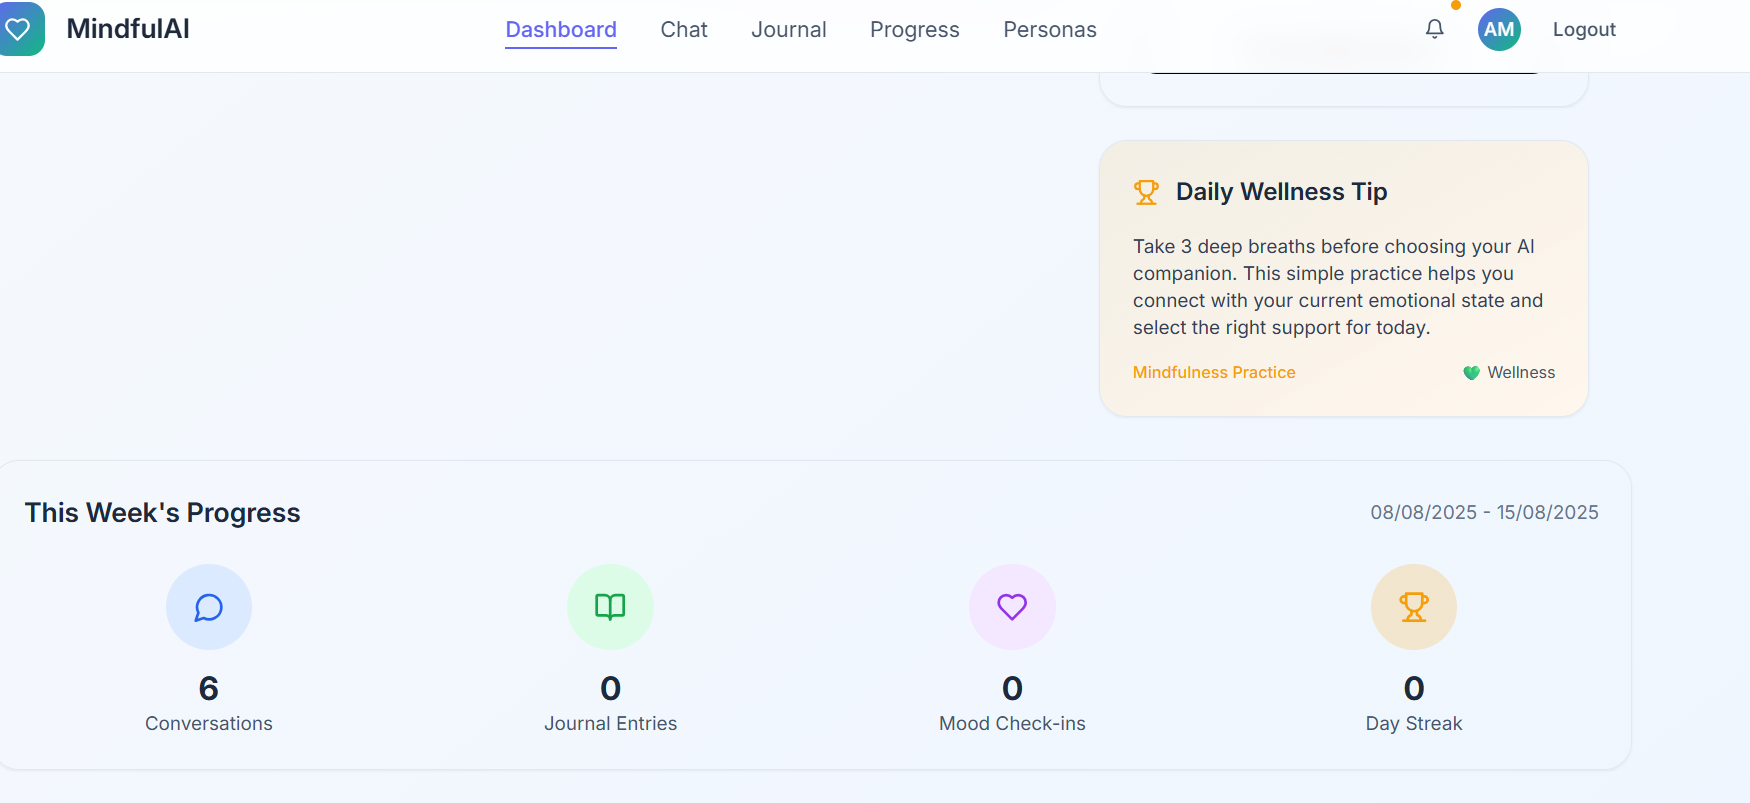 MindfulAI
Dashboard
Chat
Journal
Progress
Personas
AM
Logout
Daily Wellness Tip
Take 3 deep breaths before choosing your AI
companion. This simple practice helps you
connect with your current emotional state and
select the right support for today.
Mindfulness Practice
Wellness
This Week's Progress
08/08/2025 - 15/08/2025
6
Conversations
0
Journal Entries
0
Mood Check-ins
0
Day Streak